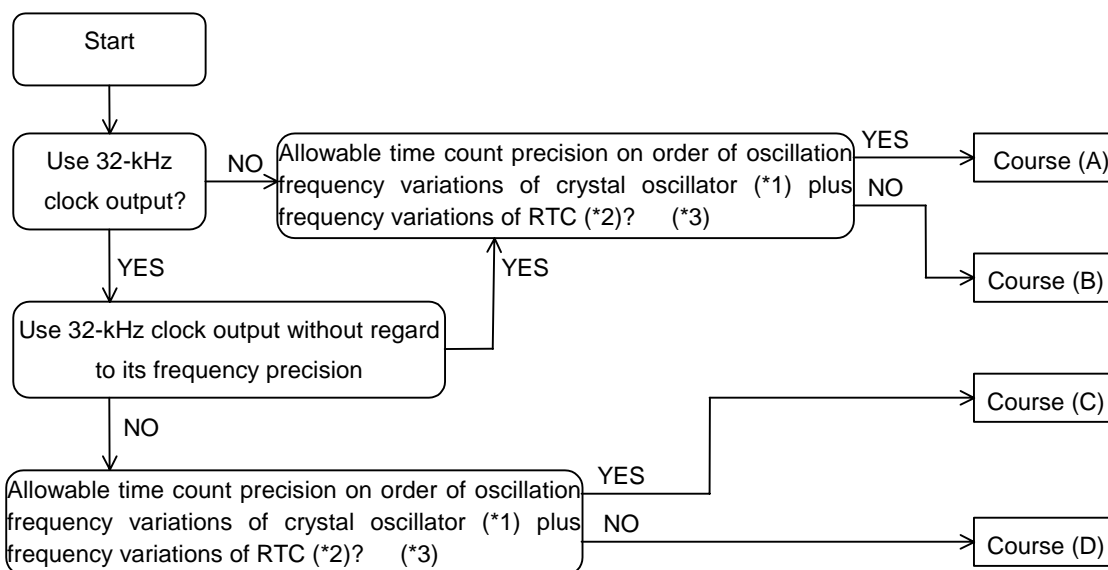 Start
Use 32-kHz
clock output?
NO
Allowable time count precision on order of oscillation
frequency variations of crystal oscillator (*1) plus
frequency variations of RTC (*2)? (*3)
YES
Course (A)
NO
Course (B)
YES
YES
Use 32-kHz clock output without regard
to its frequency precision
NO
Course (C)
Allowable time count precision on order of oscillation
frequency variations of crystal oscillator (*1) plus
frequency variations of RTC (*2)? (*3)
YES
NO
Course (D)